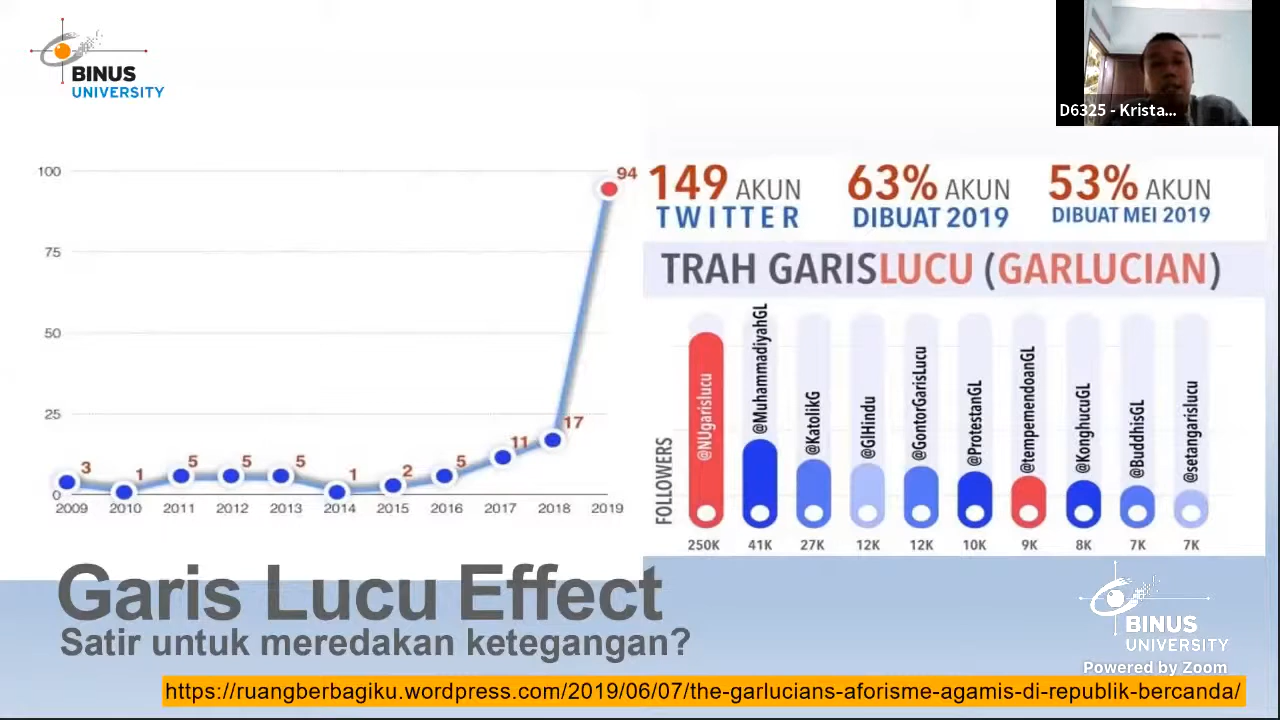 BINUS
UNIVERSITY
D6325 - Krista...
100
75
50
25
0
3
1
5
5
5
1
2
5
11
17
94
2009
2010
2011
2012
2013
2014
2015
2016
2017
2018
2019
149 AKUN
TWITTER
63% AKUN
DIBUAT 2019
53% AKUN
DIBUAT MEI 2019
TRAH GARISLUCU (GARLUCIAN)
FOLLOWERS
@NUgarislucu
@MuhammadiyahGL
@KatolikG
@GlHindu
@GontorGarisLucu
@ProtestanGL
@tempemendoanGL
@KonghucuGL
@BuddhisGL
@setangarislucu
250K
41K
27K
12K
12K
10K
9K
8K
7K
7K
Garis Lucu Effect
Satir untuk meredakan ketegangan?
BINUS
UNIVERSITY
Powered by Zoom
https://ruangberbagiku.wordpress.com/2019/06/07/the-garlucians-aforisme-agamis-di-republik-bercanda/